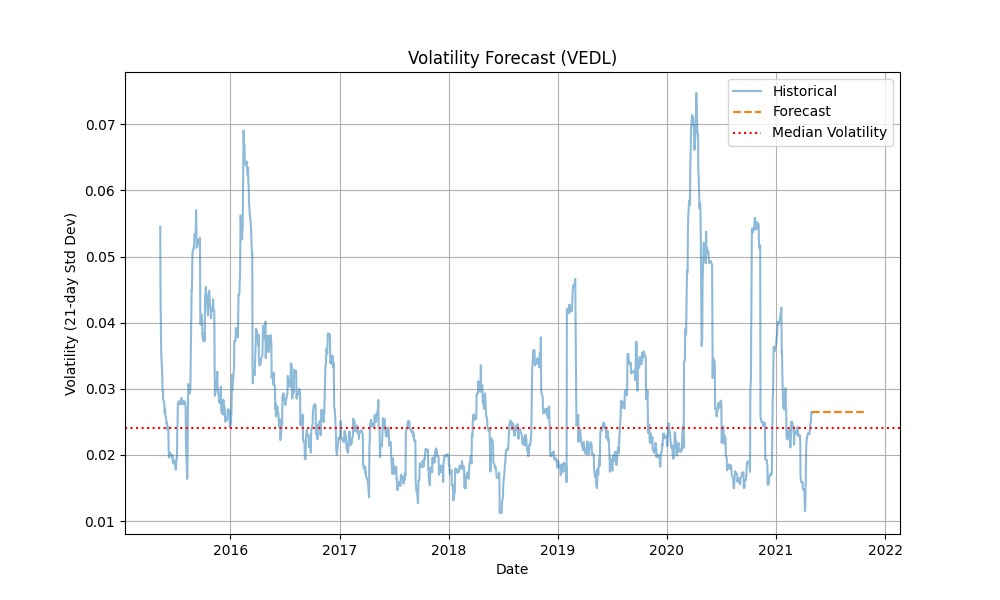 Volatility Forecast (VEDL)
Historical
Forecast
Median Volatility
0.07
0.06
0.05
0.04
0.03
0.02
0.01
Volatility (21-day Std Dev)
2016 2017 2018 2019 2020 2021 2022
Date